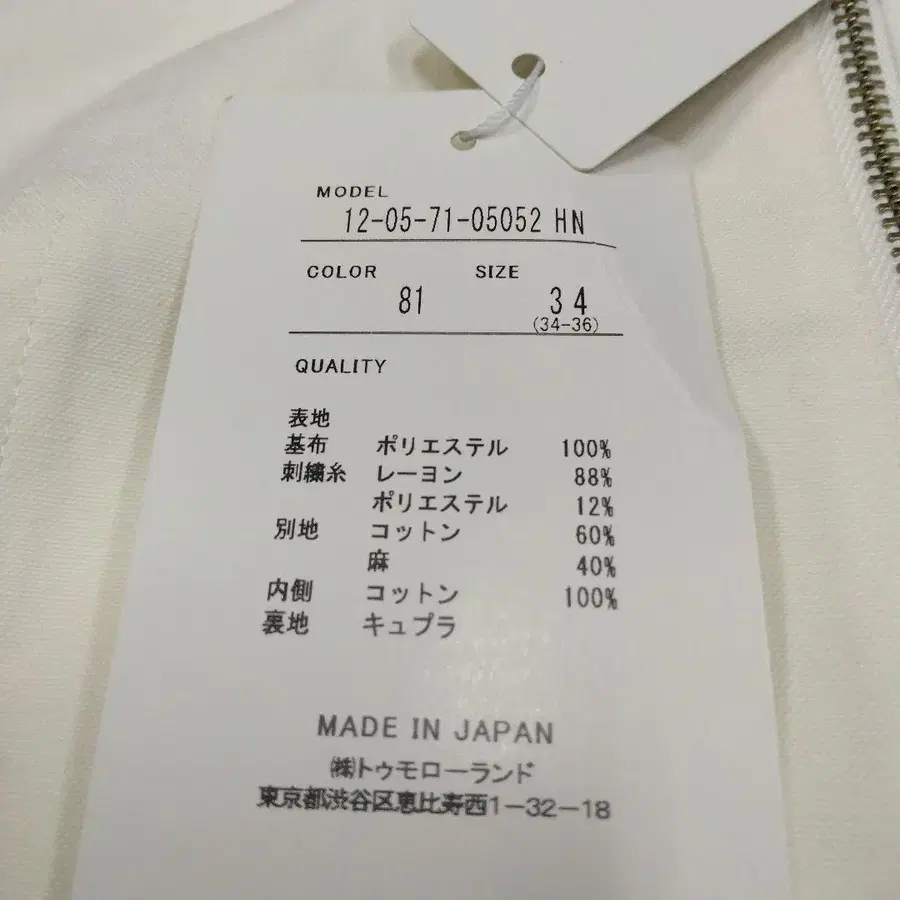 MODEL
12-05-71-05052 HN
COLOR SIZE
81 34
(34-36)
QUALITY
表地
基布 ポリエステル 100%
刺繍糸 レーヨン 88%
ポリエステル 12%
別地 コットン 60%
麻 40%
内側 コットン 100%
裏地 キュプラ
MADE IN JAPAN
㈱トゥモローランド
東京都渋谷区恵比寿西1-32-18